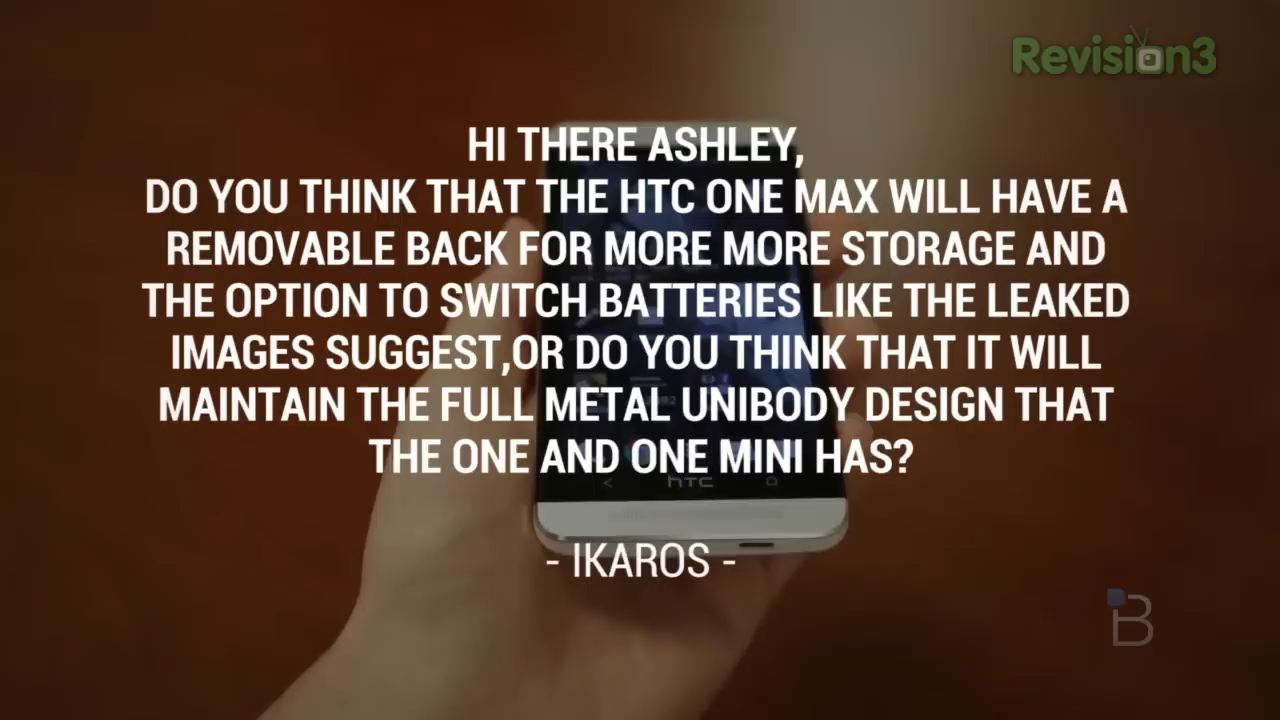 Revision3
HI THERE ASHLEY,
DO YOU THINK THAT THE HTC ONE MAX WILL HAVE A
REMOVABLE BACK FOR MORE MORE STORAGE AND
THE OPTION TO SWITCH BATTERIES LIKE THE LEAKED
IMAGES SUGGEST,OR DO YOU THINK THAT IT WILL
MAINTAIN THE FULL METAL UNIBODY DESIGN THAT
THE ONE AND ONE MINI HAS?
hTC
- IKAROS -
B